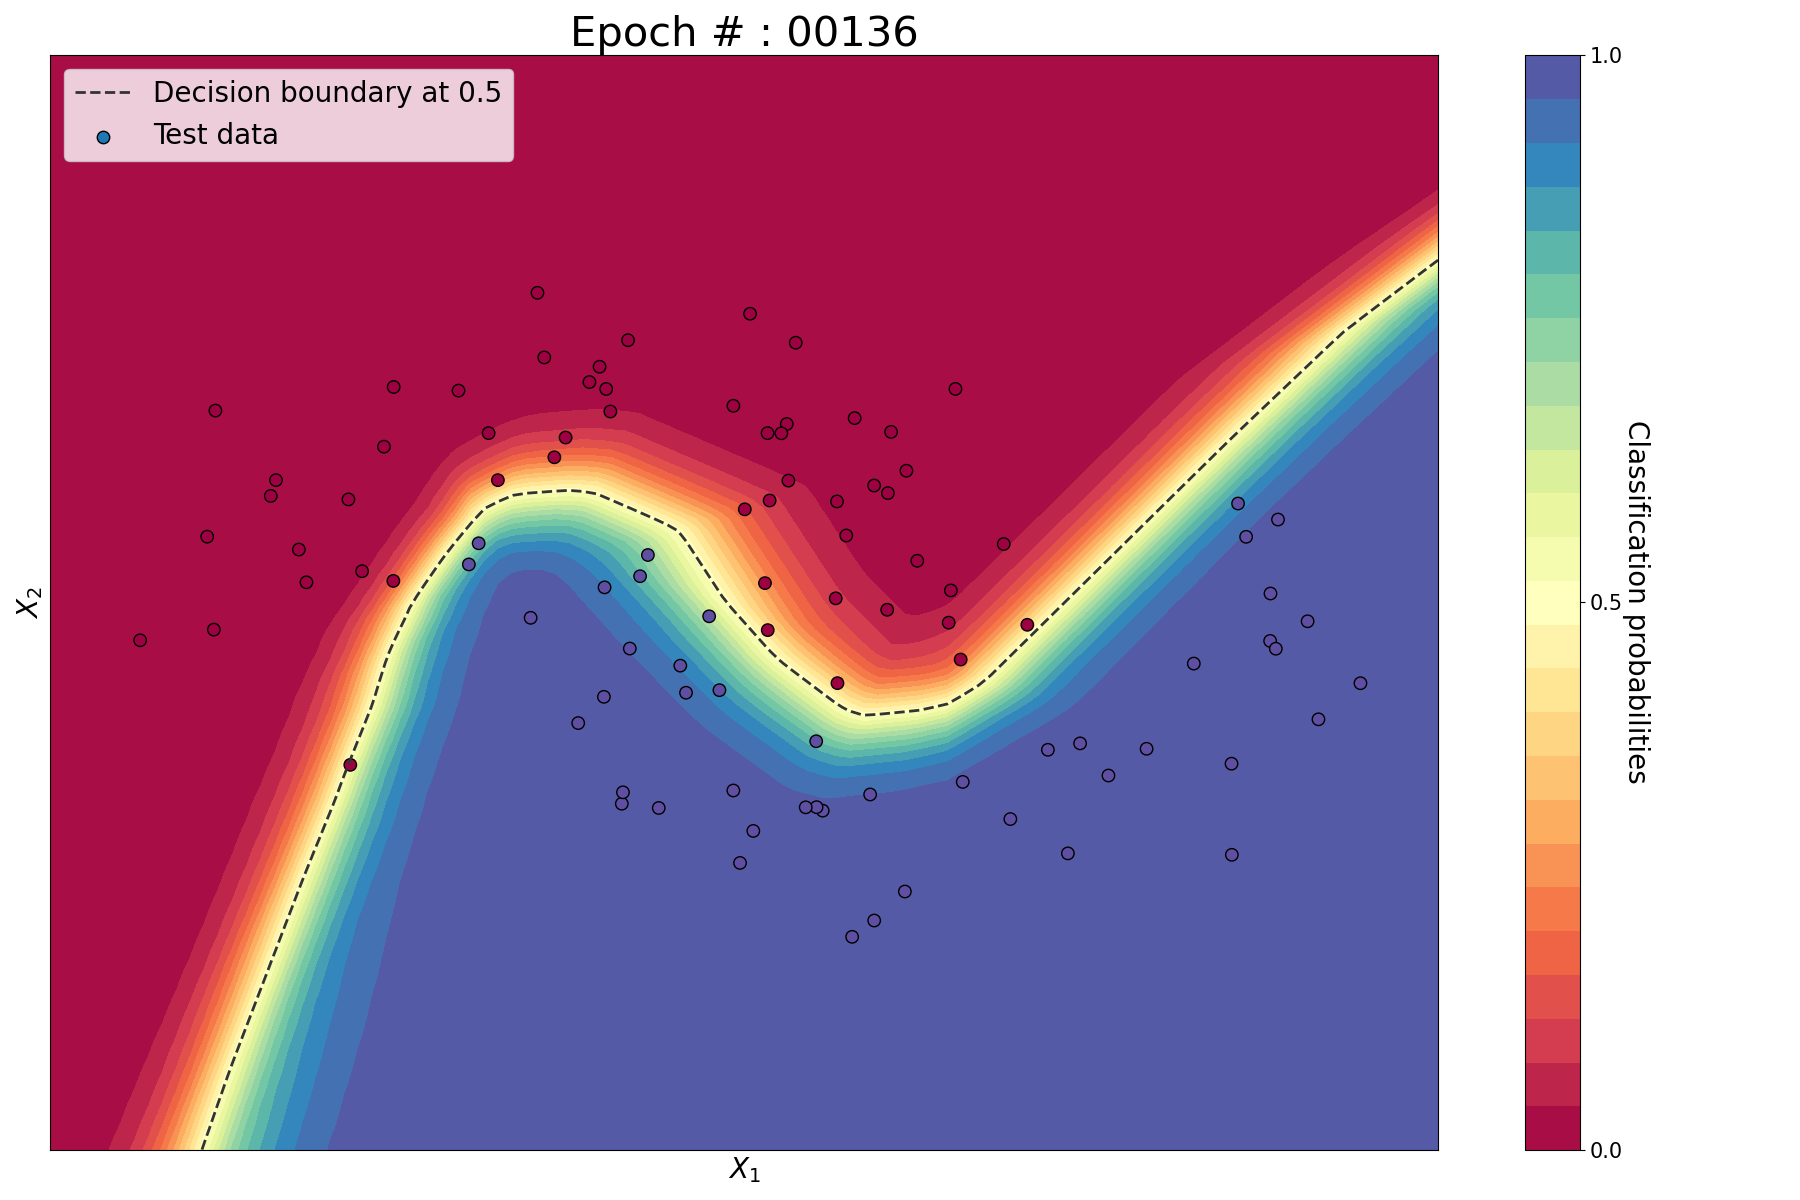 Epoch # : 00136
Decision boundary at 0.5
Test data
X₂
X₁
1.0
0.5
0.0
Classification probabilities